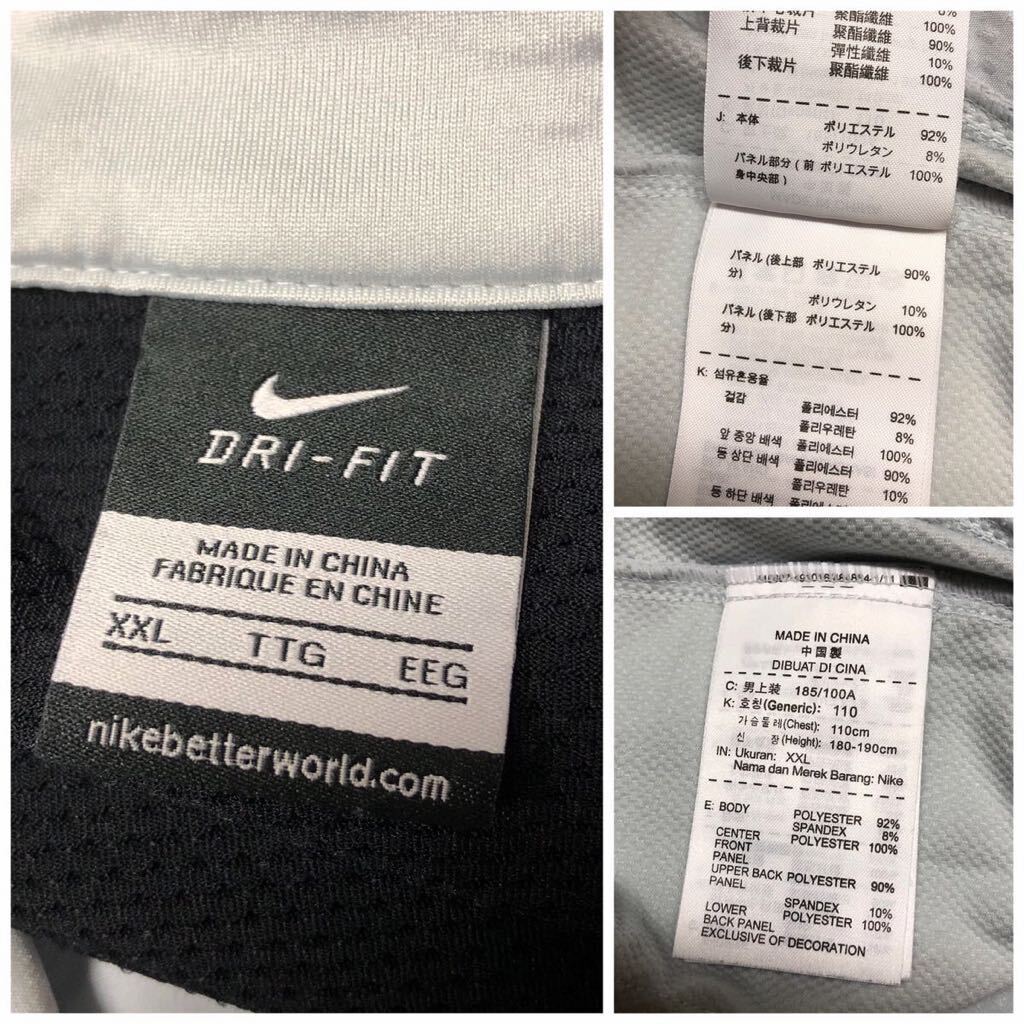 DRI-FIT
MADE IN CHINA
FABRIQUE EN CHINE
XXL TTG EEG
nikebetterworld.com
聚酯纖維
上背裁片 聚酯纖維 100%
彈性纖維 90%
後下裁片 聚酯纖維 10%
100%
J: 本体 ポリエステル 92%
ポリウレタン 8%
パネル部分(前 ポリエステル 100%
身中央部)
パネル(後上部 ポリエステル 90%
分)
ポリウレタン 10%
パネル(後下部 ポリエステル 100%
分)
K: 섬유혼용율
겉감 폴리에스터 92%
폴리우레탄 8%
앞 중앙 배색 폴리에스터 100%
등 상단 배색 폴리에스터 90%
폴리우레탄 10%
등 하단 배색 폴리에스터
MADE IN CHINA
中国製
DIBUAT DI CINA
C: 男上装 185/100A
K: 호칭(Generic): 110
가슴둘레(Chest): 110cm
신 장(Height): 180-190cm
IN: Ukuran: XXL
Nama dan Merek Barang: Nike
E: BODY POLYESTER 92%
SPANDEX 8%
CENTER POLYESTER 100%
FRONT
PANEL
UPPER BACK POLYESTER 90%
PANEL
SPANDEX 10%
LOWER POLYESTER 100%
BACK PANEL
EXCLUSIVE OF DECORATION